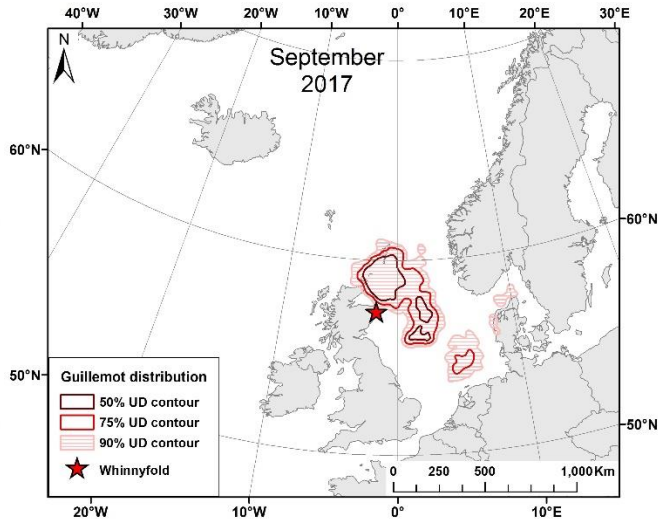 40°W 30°W 20°W 10°W 0° 10°E 20°E 30°E
N
September
2017
60°N
60°N
50°N
50°N
Guillemot distribution
50% UD contour
75% UD contour
90% UD contour
Whinnyfold
0 250 500 1,000 Km
20°W 10°W 0° 10°E